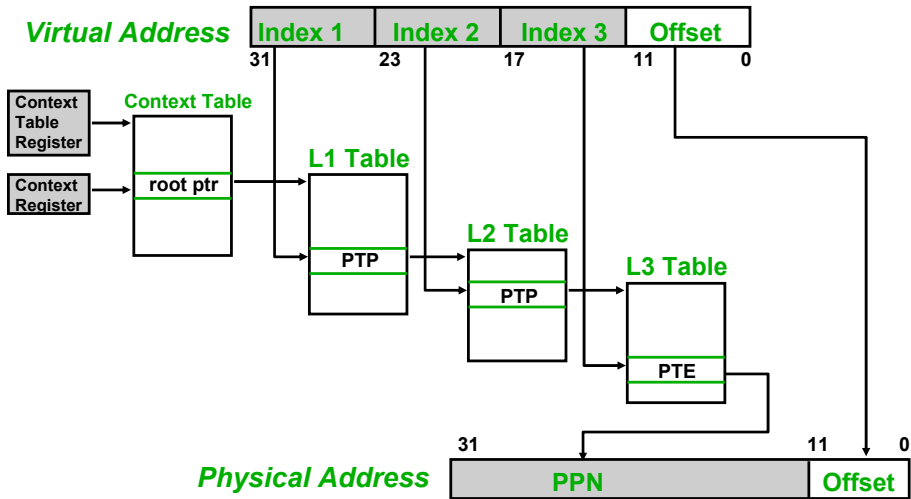 Virtual Address
Index 1 Index 2 Index 3 Offset
31 23 17 11 0
Context
Table
Register
Context Table
L1 Table
Context
Register
root ptr
L2 Table
PTP
L3 Table
PTP
PTE
31 11 0
Physical Address
PPN Offset